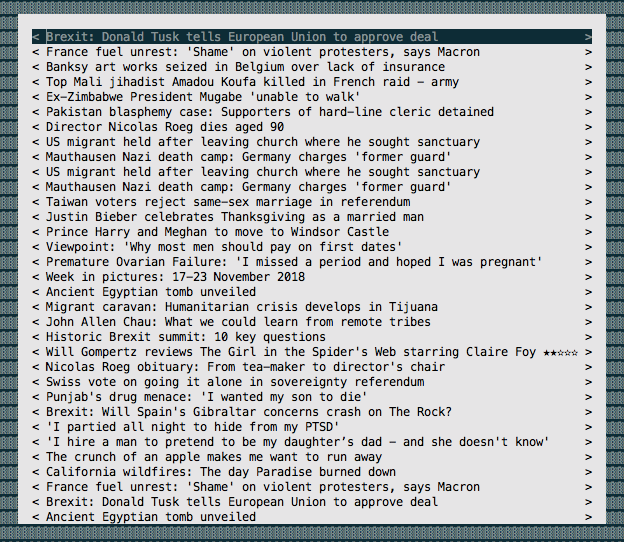 < Brexit: Donald Tusk tells European Union to approve deal >
< France fuel unrest: 'Shame' on violent protesters, says Macron >
< Banksy art works seized in Belgium over lack of insurance >
< Top Mali jihadist Amadou Koufa killed in French raid – army >
< Ex-Zimbabwe President Mugabe 'unable to walk' >
< Pakistan blasphemy case: Supporters of hard-line cleric detained >
< Director Nicolas Roeg dies aged 90 >
< US migrant held after leaving church where he sought sanctuary >
< Mauthausen Nazi death camp: Germany charges 'former guard' >
< US migrant held after leaving church where he sought sanctuary >
< Mauthausen Nazi death camp: Germany charges 'former guard' >
< Taiwan voters reject same-sex marriage in referendum >
< Justin Bieber celebrates Thanksgiving as a married man >
< Prince Harry and Meghan to move to Windsor Castle >
< Viewpoint: 'Why most men should pay on first dates' >
< Premature Ovarian Failure: 'I missed a period and hoped I was pregnant' >
< Week in pictures: 17–23 November 2018 >
< Ancient Egyptian tomb unveiled >
< Migrant caravan: Humanitarian crisis develops in Tijuana >
< John Allen Chau: What we could learn from remote tribes >
< Historic Brexit summit: 10 key questions >
< Will Gompertz reviews The Girl in the Spider's Web starring Claire Foy ★★☆☆☆ >
< Nicolas Roeg obituary: From tea-maker to director's chair >
< Swiss vote on going it alone in sovereignty referendum >
< Punjab's drug menace: 'I wanted my son to die' >
< Brexit: Will Spain's Gibraltar concerns crash on The Rock? >
< 'I partied all night to hide from my PTSD' >
< 'I hire a man to pretend to be my daughter’s dad – and she doesn't know' >
< The crunch of an apple makes me want to run away >
< California wildfires: The day Paradise burned down >
< France fuel unrest: 'Shame' on violent protesters, says Macron >
< Brexit: Donald Tusk tells European Union to approve deal >
< Ancient Egyptian tomb unveiled >